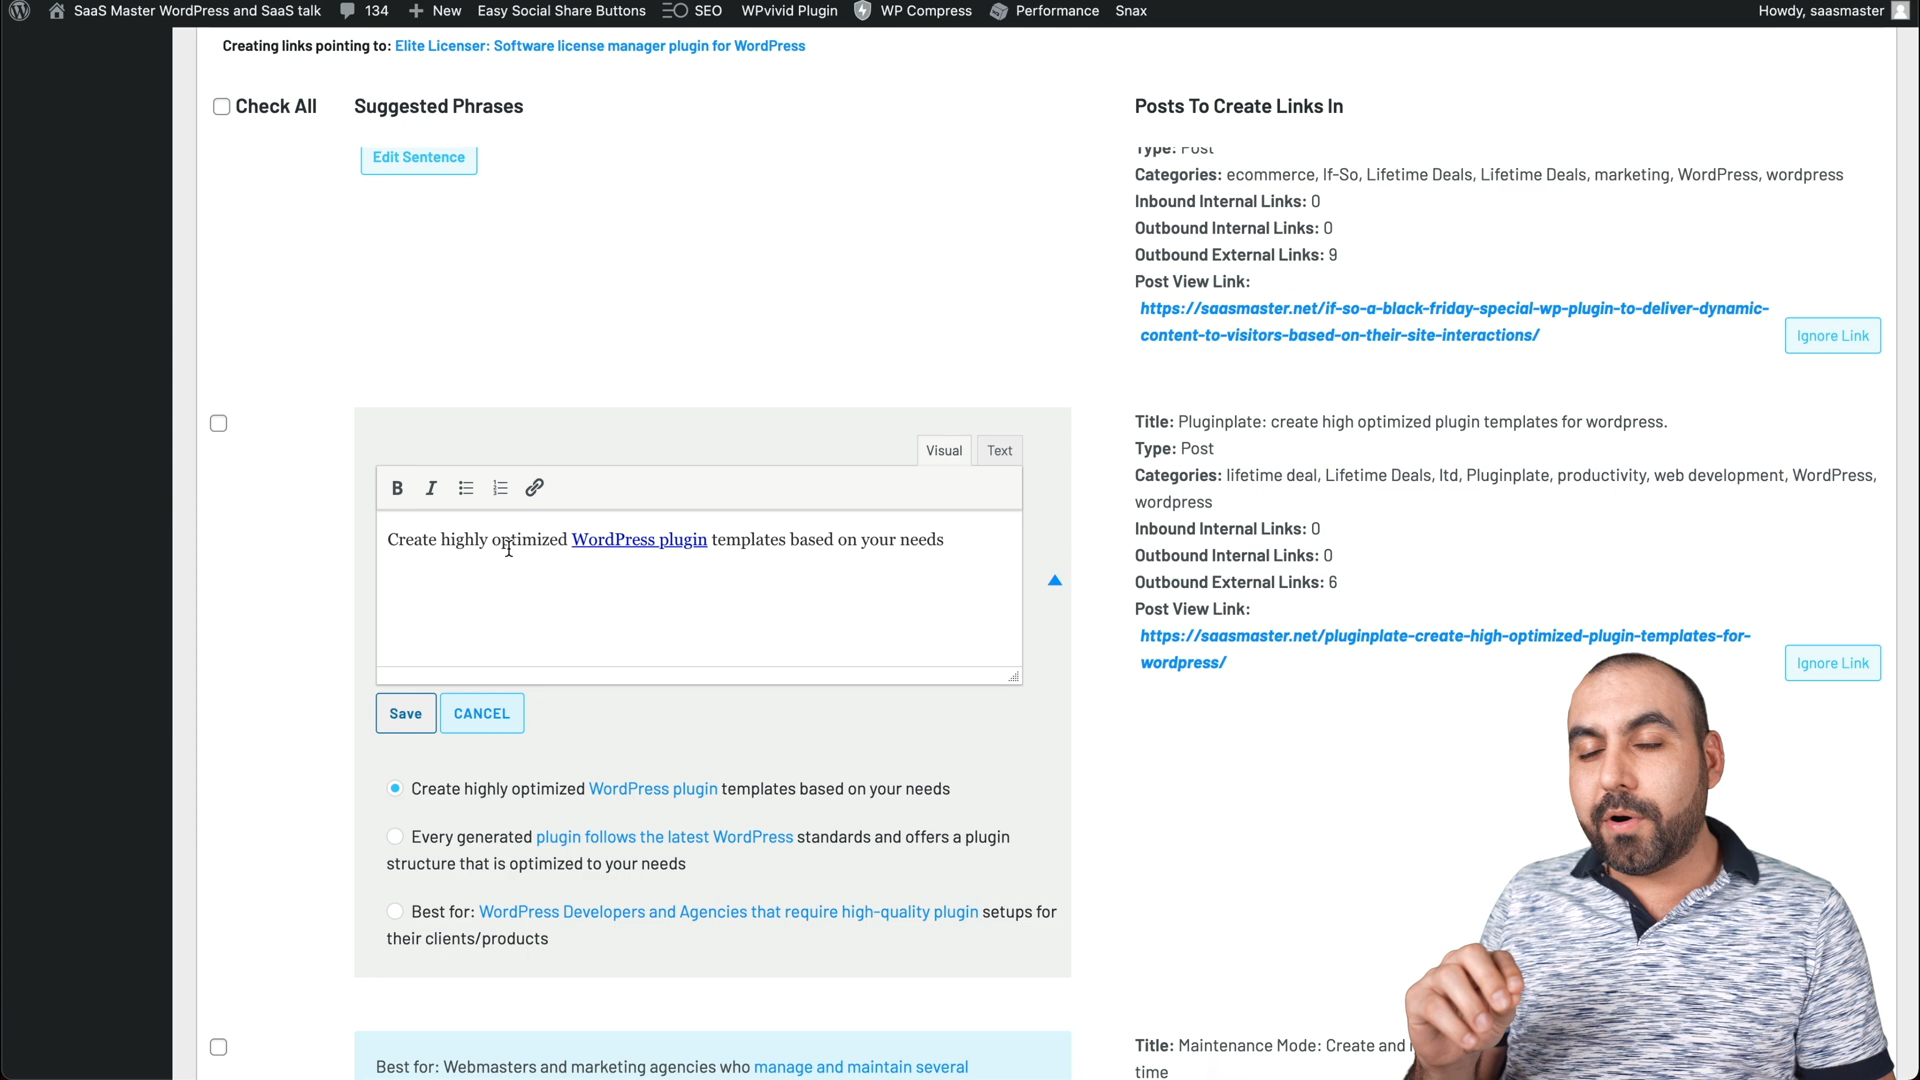 SaaS Master WordPress and SaaS talk 134 New Easy Social Share Buttons SEO WPvivid Plugin WP Compress Performance Snax Howdy, saasmaster
Creating links pointing to: Elite Licenser: Software license manager plugin for WordPress
Check All Suggested Phrases Posts To Create Links In
Edit Sentence
Type: Post
Categories: ecommerce, If-So, Lifetime Deals, Lifetime Deals, marketing, WordPress, wordpress
Inbound Internal Links: 0
Outbound Internal Links: 0
Outbound External Links: 9
Post View Link:
https://saasmaster.net/if-so-a-black-friday-special-wp-plugin-to-deliver-dynamic-
content-to-visitors-based-on-their-site-interactions/
Ignore Link
Visual Text
Create highly optimized WordPress plugin templates based on your needs
Save CANCEL
Create highly optimized WordPress plugin templates based on your needs
Every generated plugin follows the latest WordPress standards and offers a plugin
structure that is optimized to your needs
Best for: WordPress Developers and Agencies that require high-quality plugin setups for
their clients/products
Title: Pluginplate: create high optimized plugin templates for wordpress.
Type: Post
Categories: lifetime deal, Lifetime Deals, ltd, Pluginplate, productivity, web development, WordPress,
wordpress
Inbound Internal Links: 0
Outbound Internal Links: 0
Outbound External Links: 6
Post View Link:
https://saasmaster.net/pluginplate-create-high-optimized-plugin-templates-for-
wordpress/
Ignore Link
Best for: Webmasters and marketing agencies who manage and maintain several
Title: Maintenance Mode: Create and
time